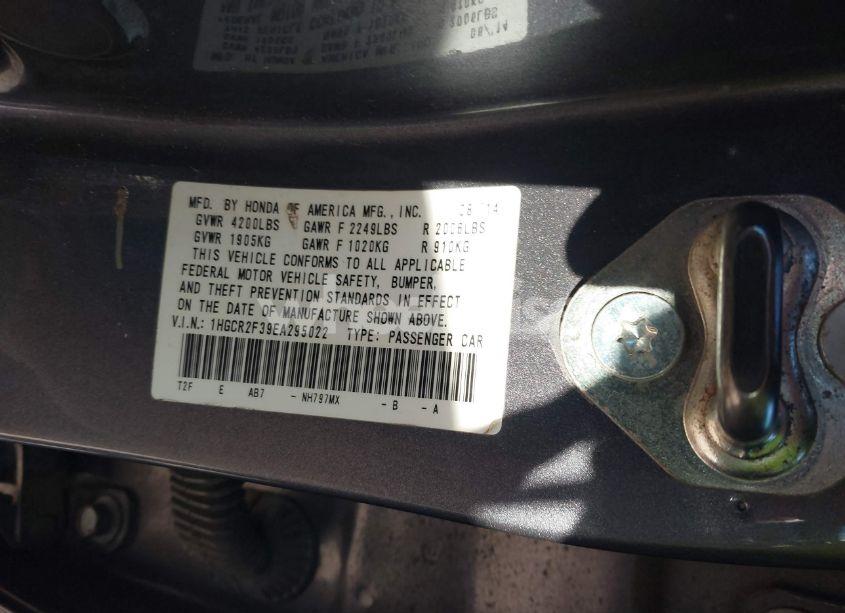 MFD. BY HONDA OF AMERICA MFG., INC. 08/14
GVWR 4200LBS GAWR F 2249LBS R 2006LBS
GVWR 1905KG GAWR F 1020KG R 910KG
THIS VEHICLE CONFORMS TO ALL APPLICABLE
FEDERAL MOTOR VEHICLE SAFETY, BUMPER,
AND THEFT PREVENTION STANDARDS IN EFFECT
ON THE DATE OF MANUFACTURE SHOWN ABOVE.
V.I.N.: 1HGCR2F39EA295022 TYPE: PASSENGER CAR
T2F E AB7 - NH797MX - B - A